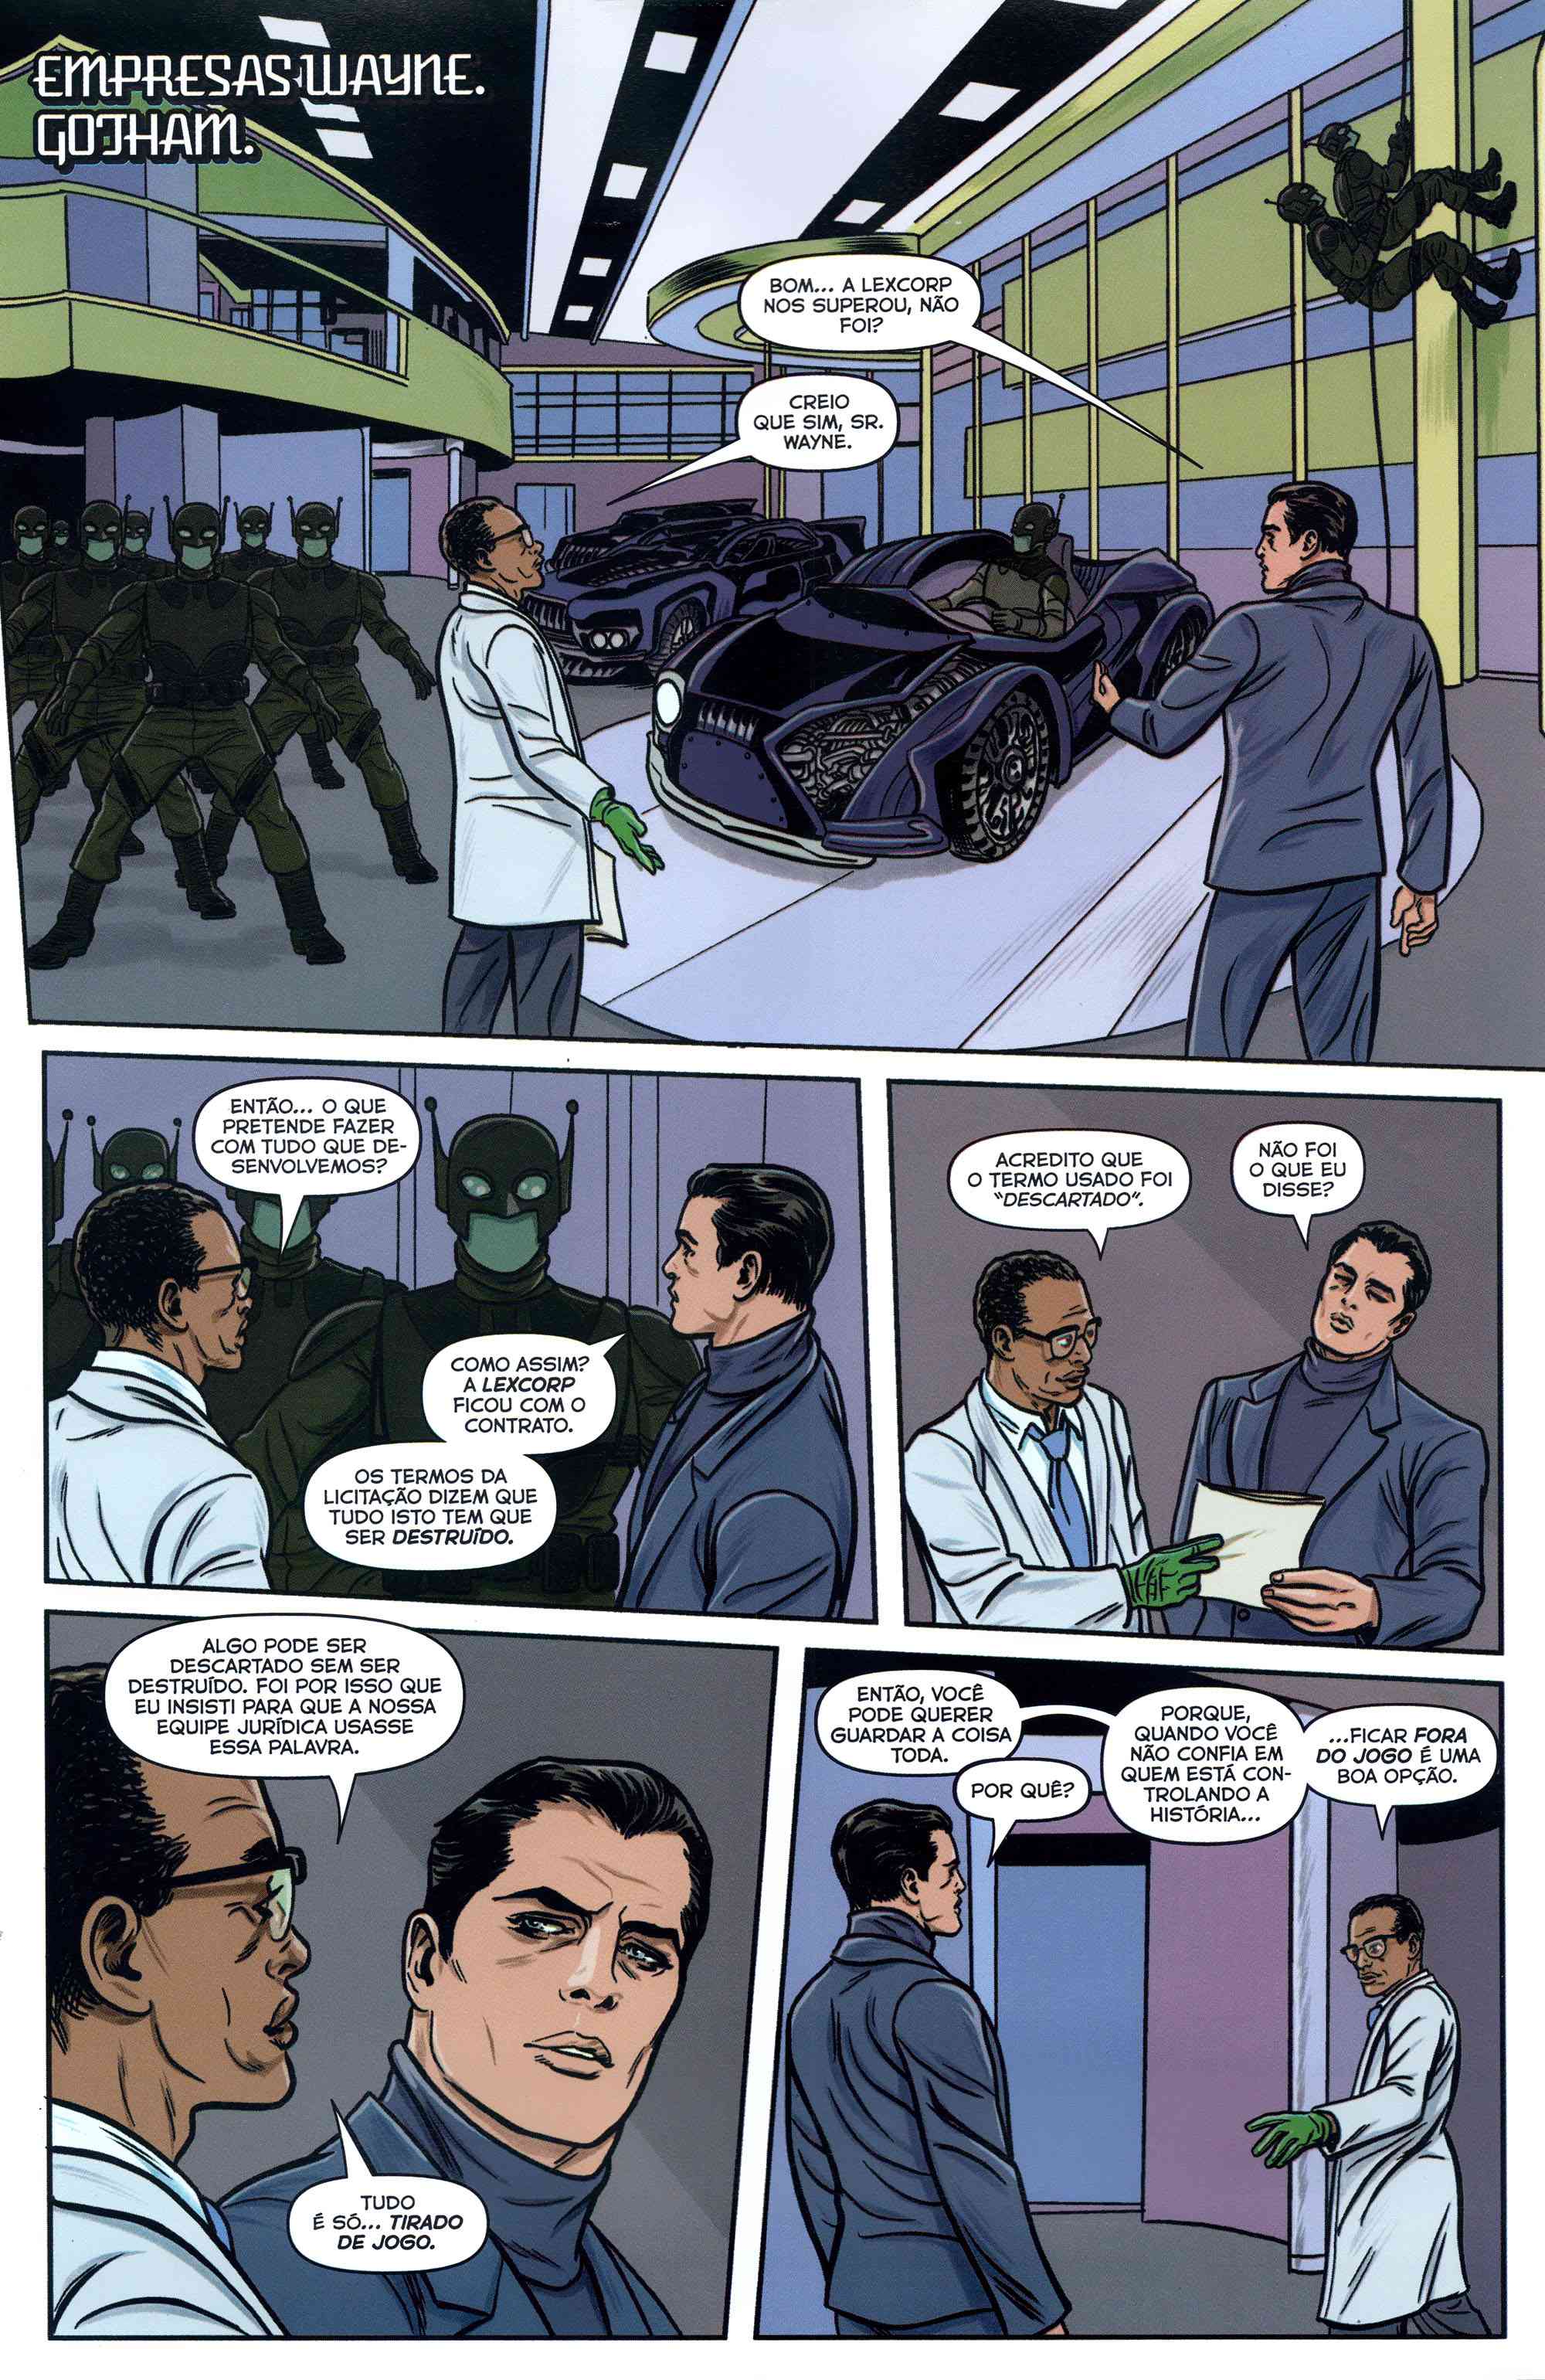 EMPRESAS WAYNE.
GOTHAM.
BOM... A LEXCORP
NOS SUPEROU, NÃO
FOI?
CREIO
QUE SIM, SR.
WAYNE.
ENTÃO... O QUE
PRETENDE FAZER
COM TUDO QUE DE-
SENVOLVEMOS?
COMO ASSIM?
A LEXCORP
FICOU COM O
CONTRATO.
OS TERMOS DA
LICITAÇÃO DIZEM QUE
TUDO ISTO TEM QUE
SER DESTRUÍDO.
ACREDITO QUE
O TERMO USADO FOI
"DESCARTADO".
NÃO FOI
O QUE EU
DISSE?
ALGO PODE SER
DESCARTADO SEM SER
DESTRUÍDO. FOI POR ISSO QUE
EU INSISTI PARA QUE A NOSSA
EQUIPE JURÍDICA USASSE
ESSA PALAVRA.
TUDO
É SÓ... TIRADO
DE JOGO.
ENTÃO, VOCÊ
PODE QUERER
GUARDAR A COISA
TODA.
POR QUÊ?
PORQUE,
QUANDO VOCÊ
NÃO CONFIA EM
QUEM ESTÁ CON-
TROLANDO A
HISTÓRIA...
...FICAR FORA
DO JOGO É UMA
BOA OPÇÃO.